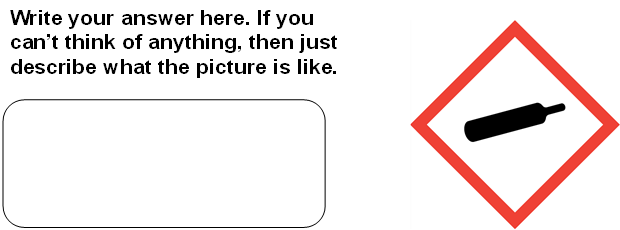 Write your answer here. If you
can’t think of anything, then just
describe what the picture is like.